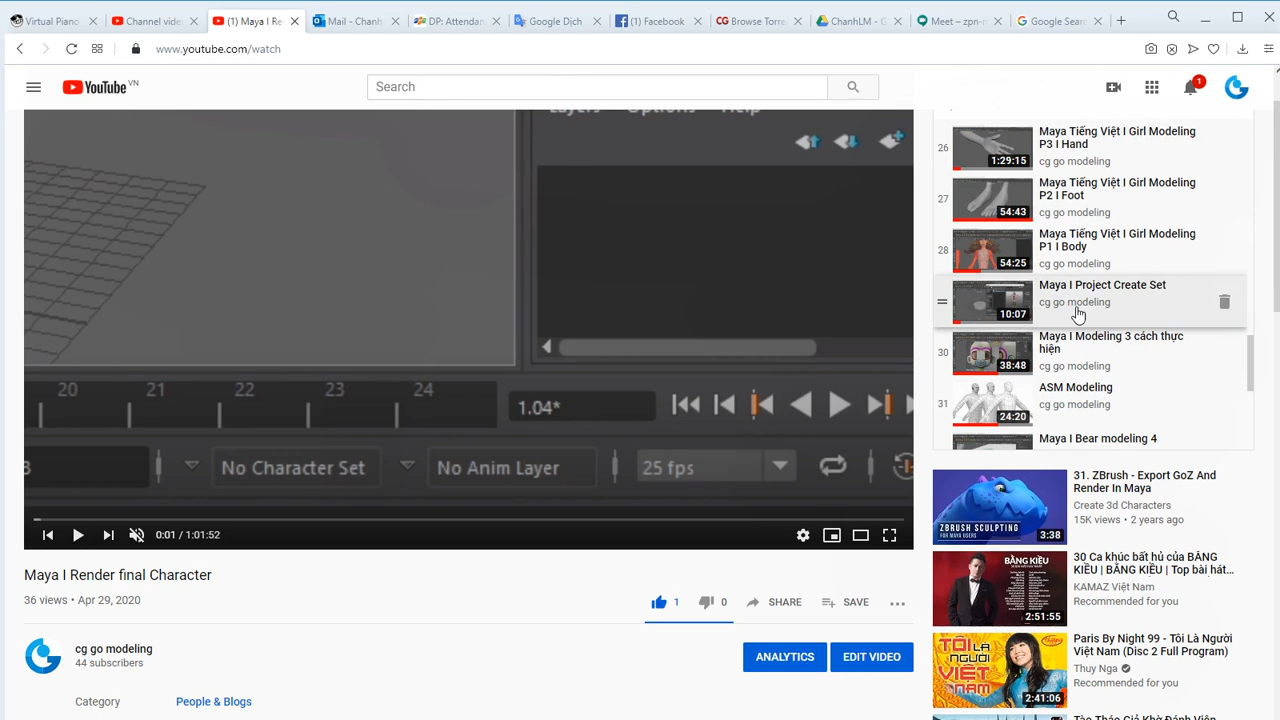 Virtual Piano
Channel video
(1) Maya I Re
Mail - Chanh
DP: Attendan
Google Dịch
(1) Facebook
Browse Torre
ChanhLM - G
Meet – zpn-m
Google Sear
www.youtube.com/watch
YouTube VN
Search
1
Layers Options Help
20 21 22 23 24
1.04*
No Character Set
No Anim Layer
25 fps
0:01 / 1:01:52
Maya I Render final Character
36 views • Apr 29, 2020
1
0
SHARE
SAVE
cg go modeling
44 subscribers
ANALYTICS
EDIT VIDEO
Category
People & Blogs
26
1:29:15
Maya Tiếng Việt I Girl Modeling
P3 I Hand
cg go modeling
27
54:43
Maya Tiếng Việt I Girl Modeling
P2 I Foot
cg go modeling
28
54:25
Maya Tiếng Việt I Girl Modeling
P1 I Body
cg go modeling
10:07
Maya I Project Create Set
cg go modeling
30
38:48
Maya I Modeling 3 cách thực
hiện
cg go modeling
31
24:20
ASM Modeling
cg go modeling
Maya I Bear modeling 4
ZBRUSH SCULPTING
FOR MAYA USERS
3:38
31. ZBrush - Export GoZ And
Render In Maya
Create 3d Characters
15K views • 2 years ago
BẰNG KIỀU
2:51:55
30 Ca khúc bất hủ của BẰNG
KIỀU | BẰNG KIỀU | Top bài hát...
KAMAZ Việt Nam
Recommended for you
TÔI LÀ
NGƯỜI
VIỆT
NAM
2:41:06
Paris By Night 99 - Tôi Là Người
Việt Nam (Disc 2 Full Program)
Thuy Nga
Recommended for you